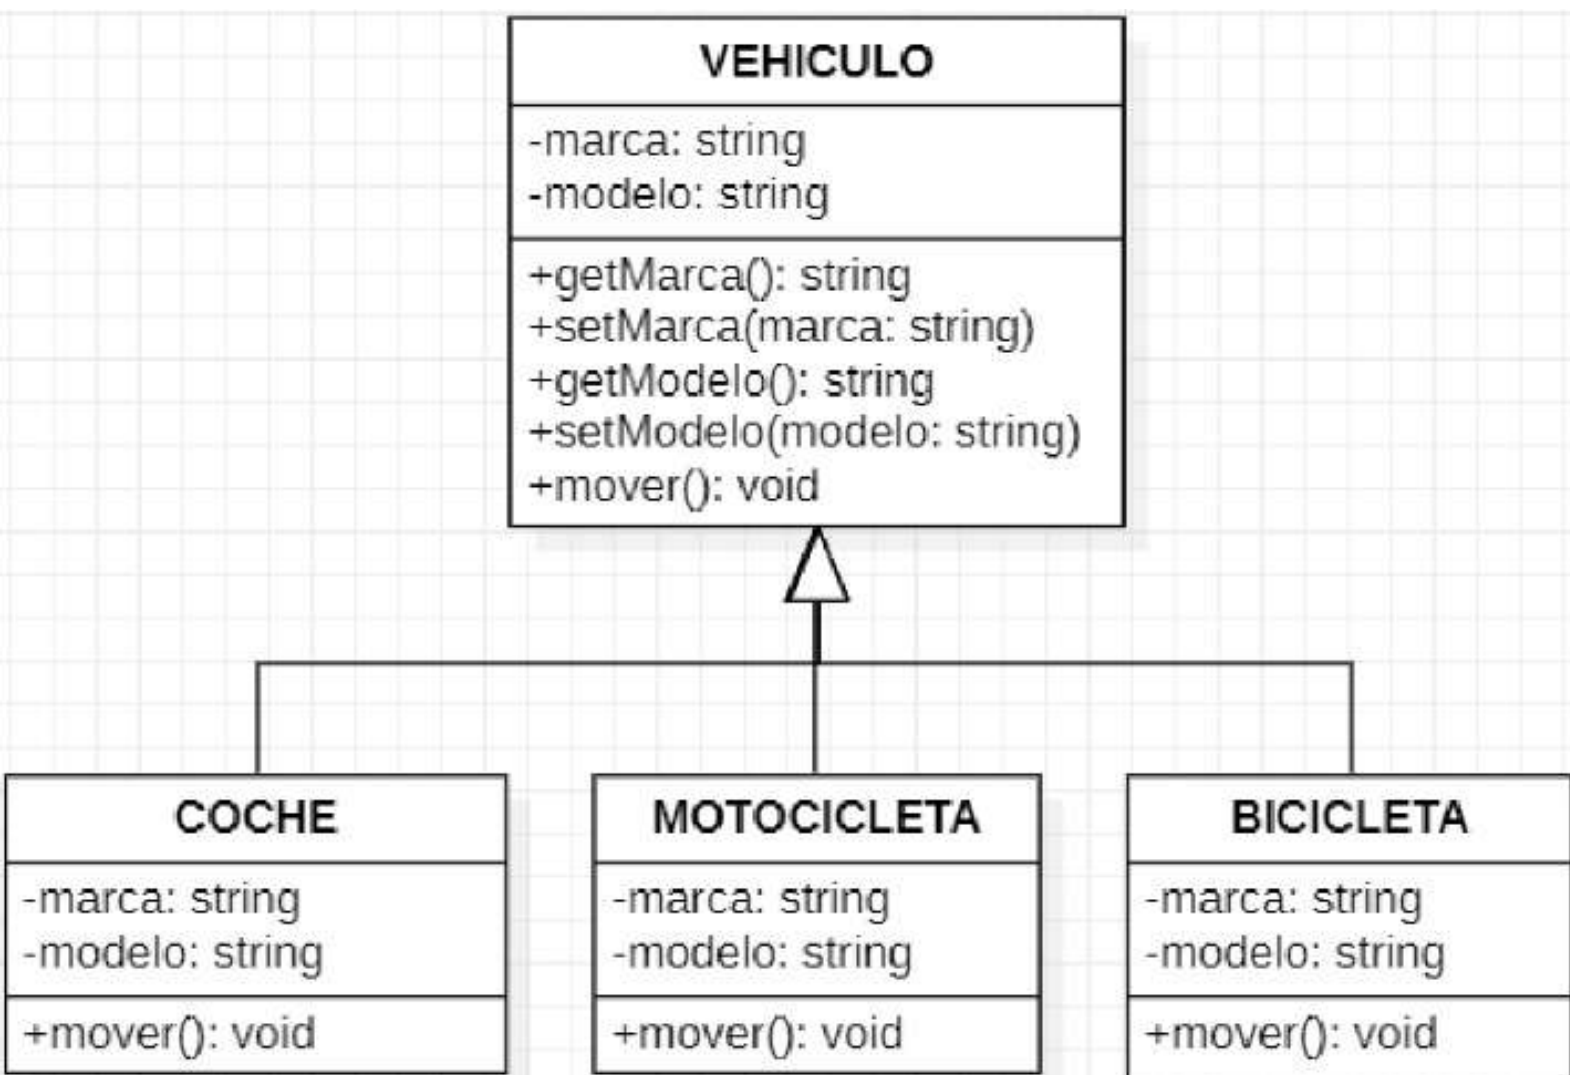 VEHICULO
-marca: string
-modelo: string
+getMarca(): string
+setMarca(marca: string)
+getModelo(): string
+setModelo(modelo: string)
+mover(): void
COCHE
-marca: string
-modelo: string
+mover(): void
MOTOCICLETA
-marca: string
-modelo: string
+mover(): void
BICICLETA
-marca: string
-modelo: string
+mover(): void